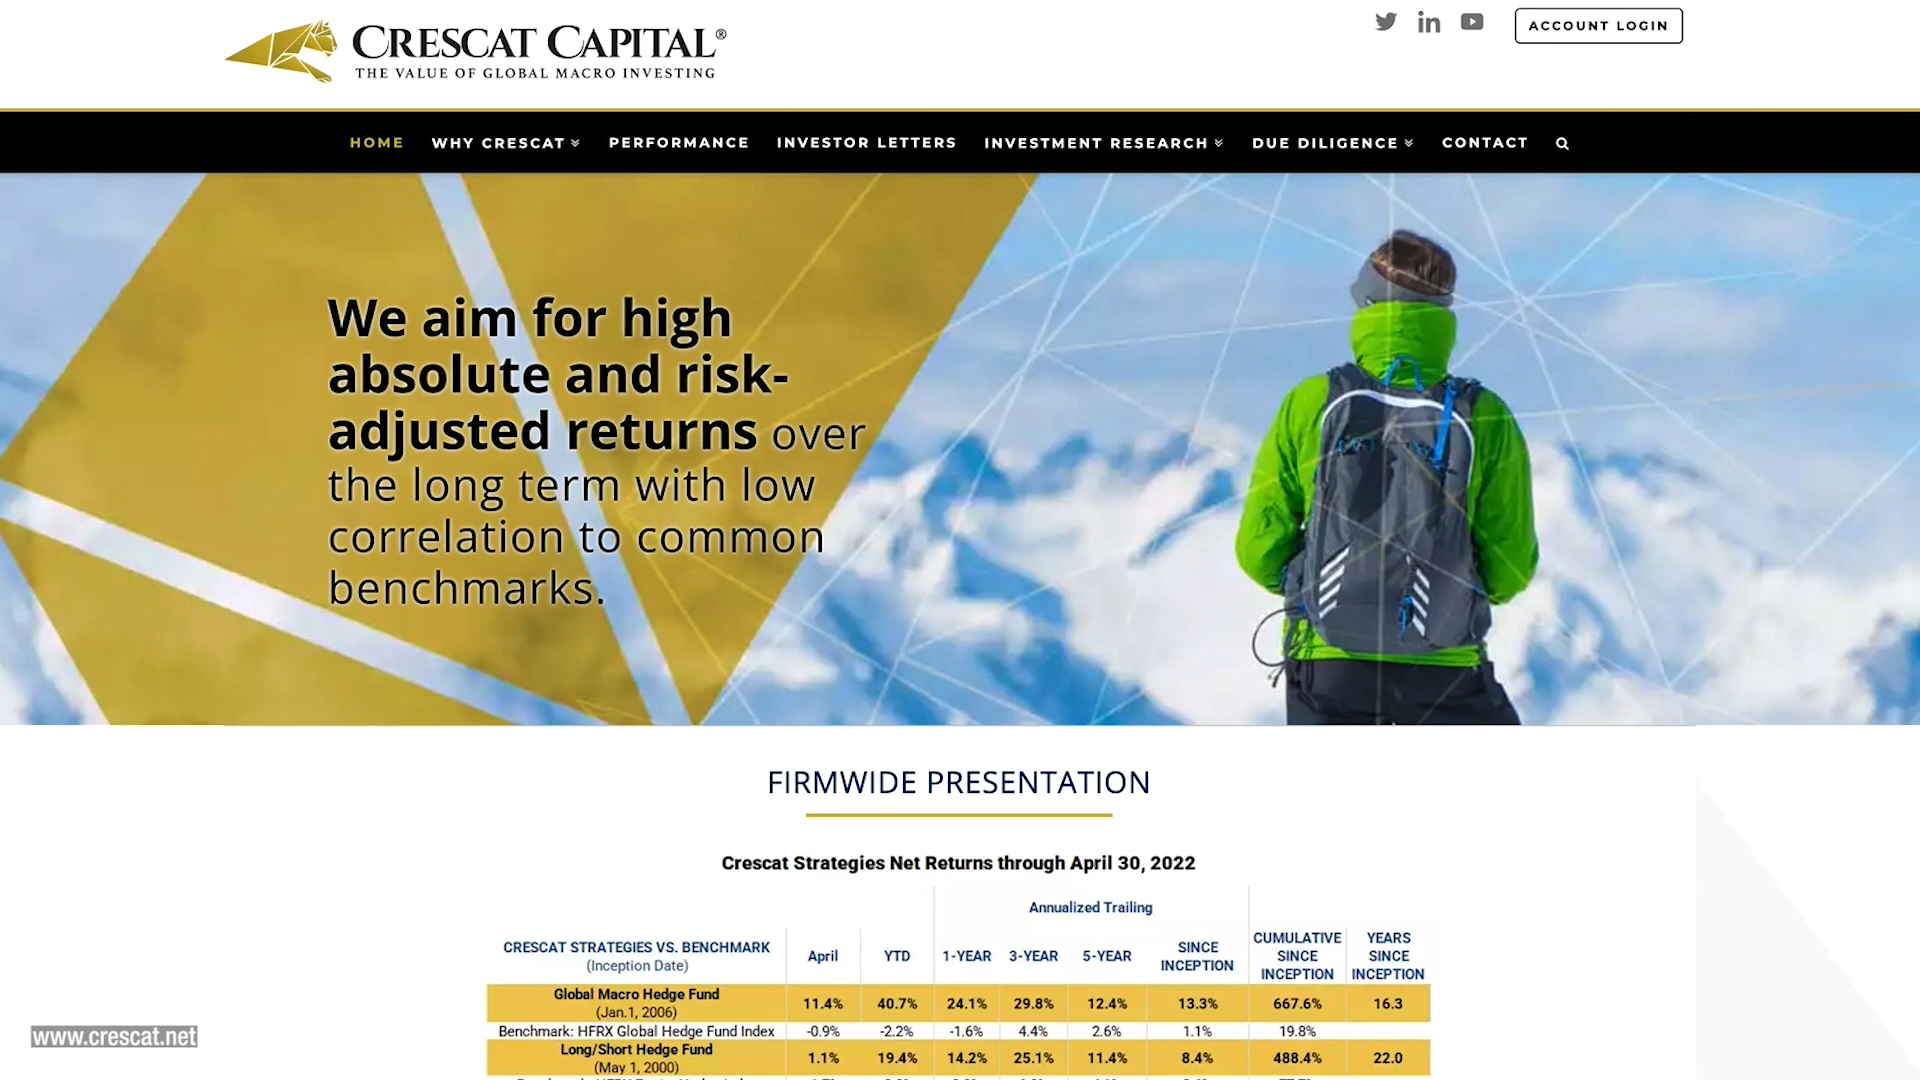 CRESCAT CAPITAL®
THE VALUE OF GLOBAL MACRO INVESTING
ACCOUNT LOGIN
HOME WHY CRESCAT PERFORMANCE INVESTOR LETTERS INVESTMENT RESEARCH DUE DILIGENCE CONTACT
We aim for high
absolute and risk-
adjusted returns over
the long term with low
correlation to common
benchmarks.
FIRMWIDE PRESENTATION
Crescat Strategies Net Returns through April 30, 2022
Annualized Trailing
CRESCAT STRATEGIES VS. BENCHMARK (Inception Date) April YTD 1-YEAR 3-YEAR 5-YEAR SINCE INCEPTION CUMULATIVE SINCE INCEPTION YEARS SINCE INCEPTION
Global Macro Hedge Fund (Jan.1, 2006) 11.4% 40.7% 24.1% 29.8% 12.4% 13.3% 667.6% 16.3
Benchmark: HFRX Global Hedge Fund Index -0.9% -2.2% -1.6% 4.4% 2.6% 1.1% 19.8%
Long/Short Hedge Fund (May 1, 2000) 1.1% 19.4% 14.2% 25.1% 11.4% 8.4% 488.4% 22.0
www.crescat.net